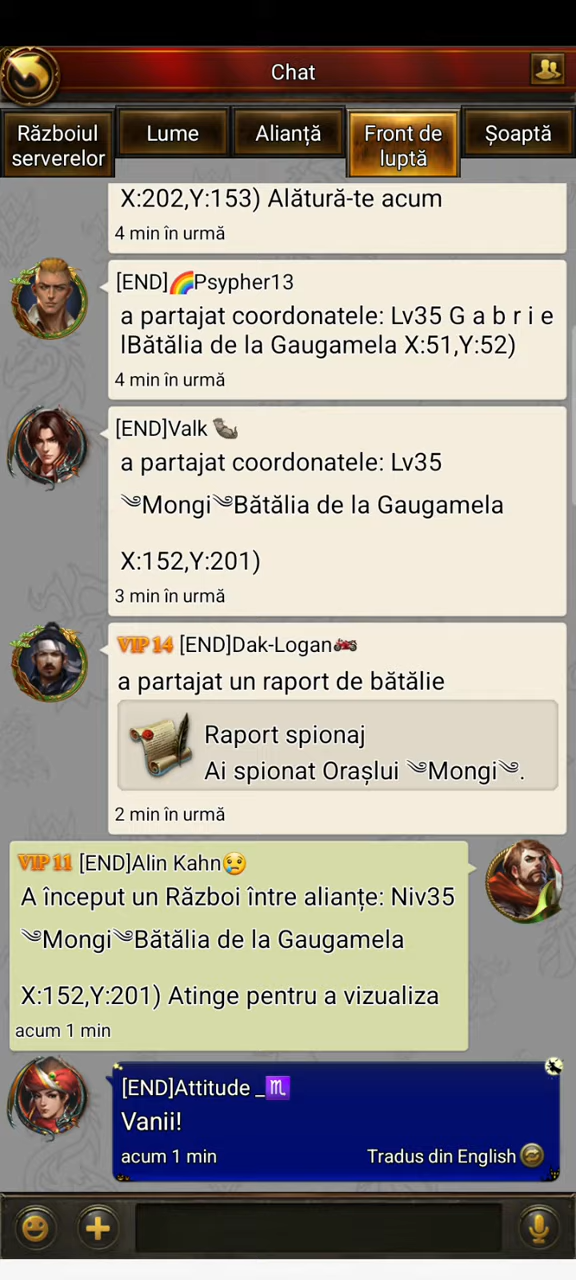 Chat
Războiul
serverelor
Lume
Alianță
Front de
luptă
Șoaptă
X:202,Y:153) Alătură-te acum
4 min în urmă
[END]🌈Psypher13
a partajat coordonatele: Lv35 G a b r i e
lBătălia de la Gaugamela X:51,Y:52)
4 min în urmă
[END]Valk 🦦
a partajat coordonatele: Lv35
༄Mongi༄Bătălia de la Gaugamela
X:152,Y:201)
3 min în urmă
VIP 14 [END]Dak-Logan🏍️
a partajat un raport de bătălie
Raport spionaj
Ai spionat Orașlui ༄Mongi༄.
2 min în urmă
VIP 11 [END]Alin Kahn😢
A început un Război între alianțe: Niv35
༄Mongi༄Bătălia de la Gaugamela
X:152,Y:201) Atinge pentru a vizualiza
acum 1 min
[END]Attitude _♏
Vanii!
acum 1 min
Tradus din English